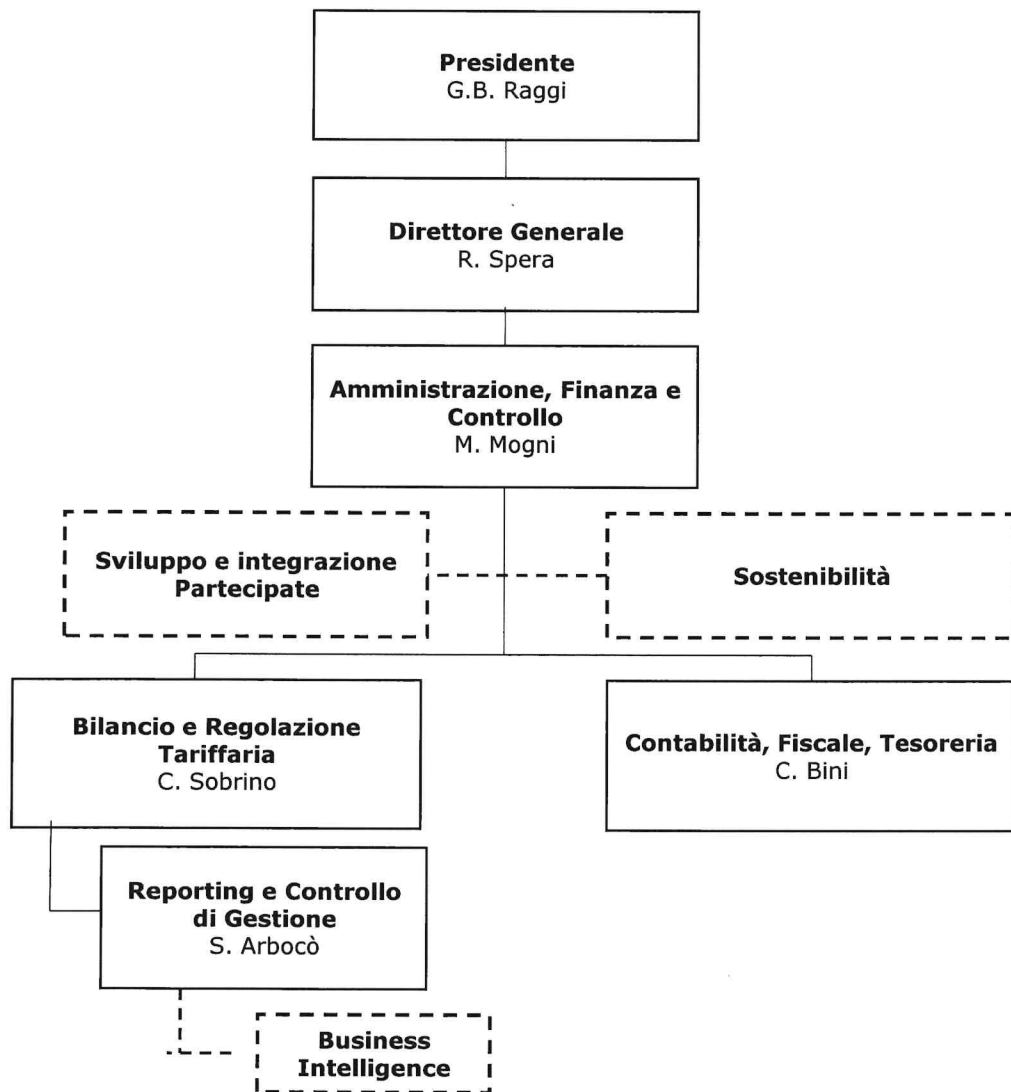 Presidente
G.B. Raggi
Direttore Generale
R. Spera
Amministrazione, Finanza e
Controllo
M. Mogni
Sviluppo e integrazione
Partecipate
Sostenibilità
Bilancio e Regolazione
Tariffaria
C. Sobrino
Contabilità, Fiscale, Tesoreria
C. Bini
Reporting e Controllo
di Gestione
S. Arbocò
Business
Intelligence